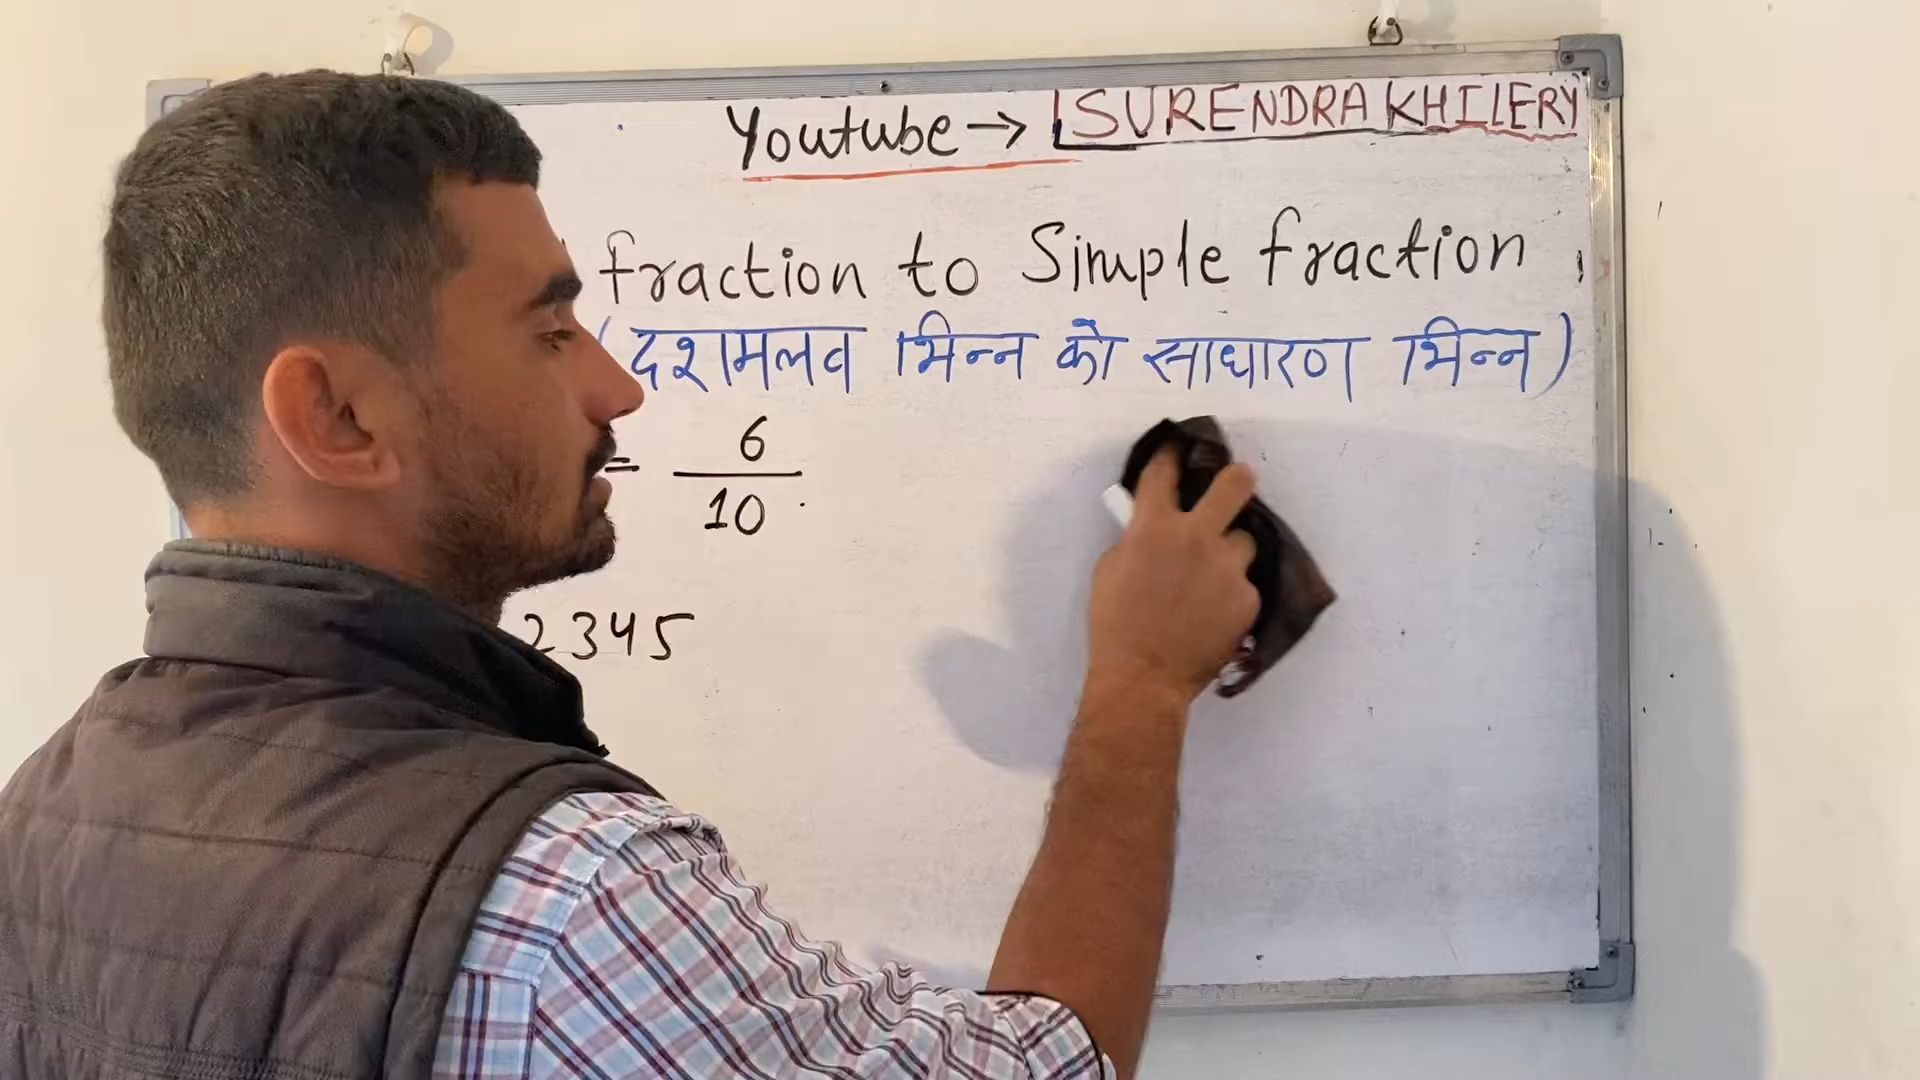 Youtube → SURENDRA KHILERY
fraction to Simple fraction
(दशमलव भिन्न को साधारण भिन्न)
= 6/10
2345